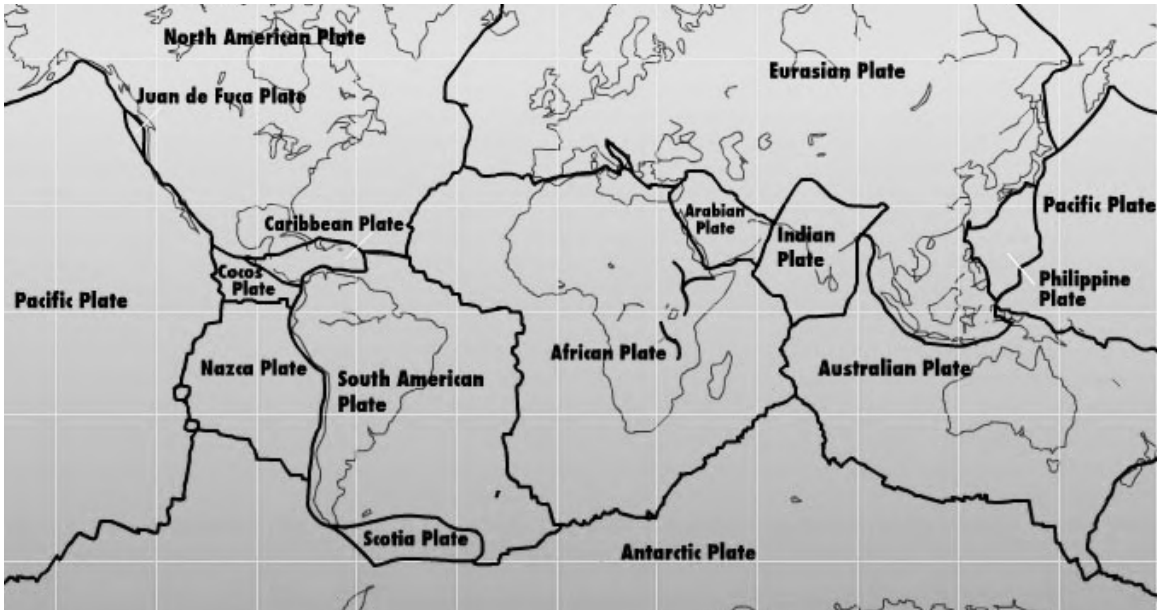 North American Plate
Juan de Fuca Plate
Eurasian Plate
Caribbean Plate
Arabian
Plate
Indian
Plate
Pacific Plate
Cocos
Plate
Philippine
Plate
Pacific Plate
Nazca Plate
South American
Plate
African Plate
Australian Plate
Scotia Plate
Antarctic Plate